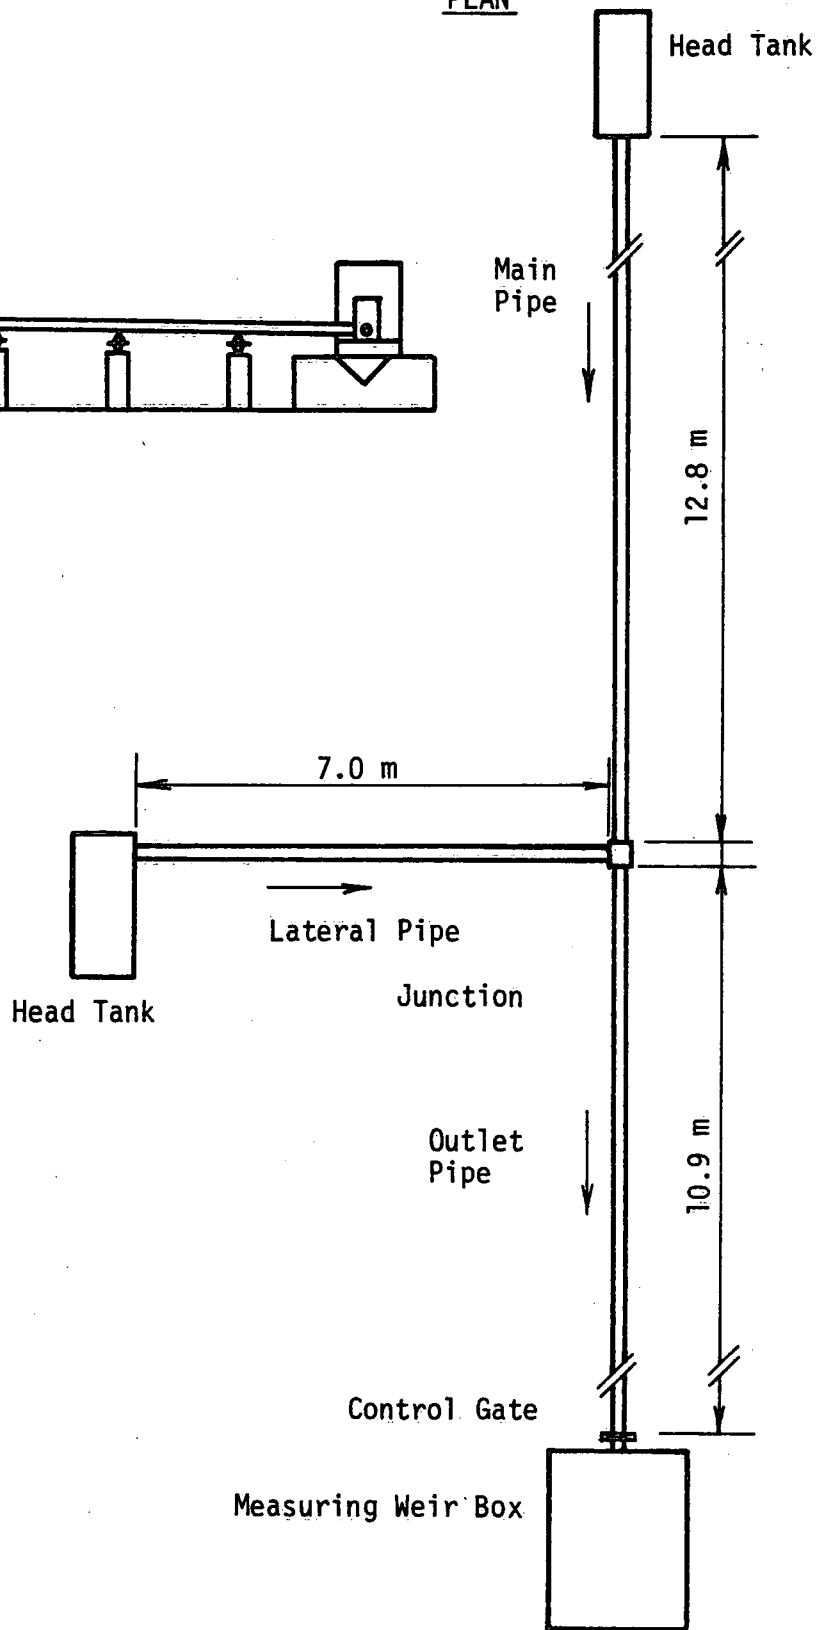 PLAN
Head Tank
Main
Pipe
12.8 m
7.0 m
Lateral Pipe
Junction
Head Tank
Outlet
Pipe
10.9 m
Control Gate
Measuring Weir Box